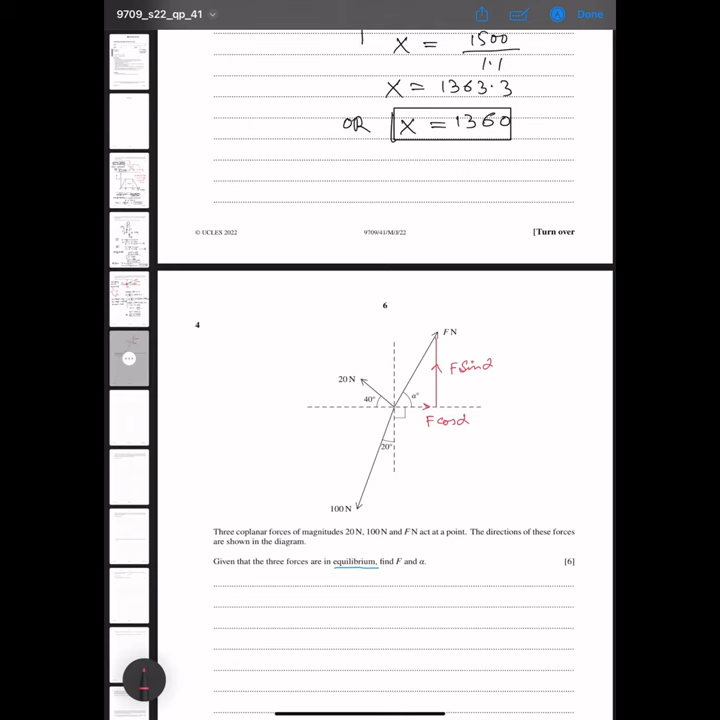 9709_s22_qp_41
Done
X = 1500
1.1
X = 1363.3
OR X = 1360
© UCLES 2022 9709/41/M/J/22 [Turn over
6
4
F N
F Sin α
20 N
40°
α°
F cos α
20°
100 N
Three coplanar forces of magnitudes 20 N, 100 N and F N act at a point. The directions of these forces
are shown in the diagram.
Given that the three forces are in equilibrium, find F and α. [6]